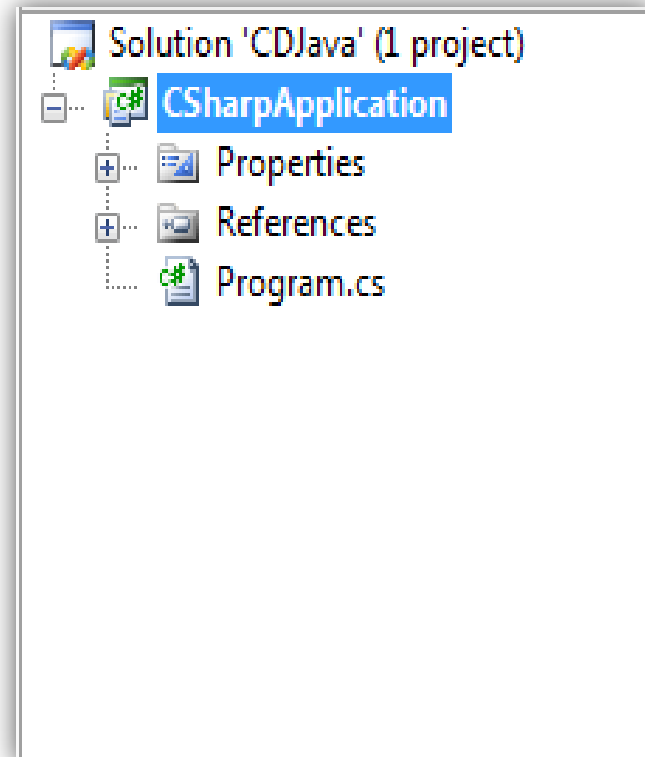 Solution 'CDJava' (1 project)
C# CSharpApplication
Properties
References
C# Program.cs